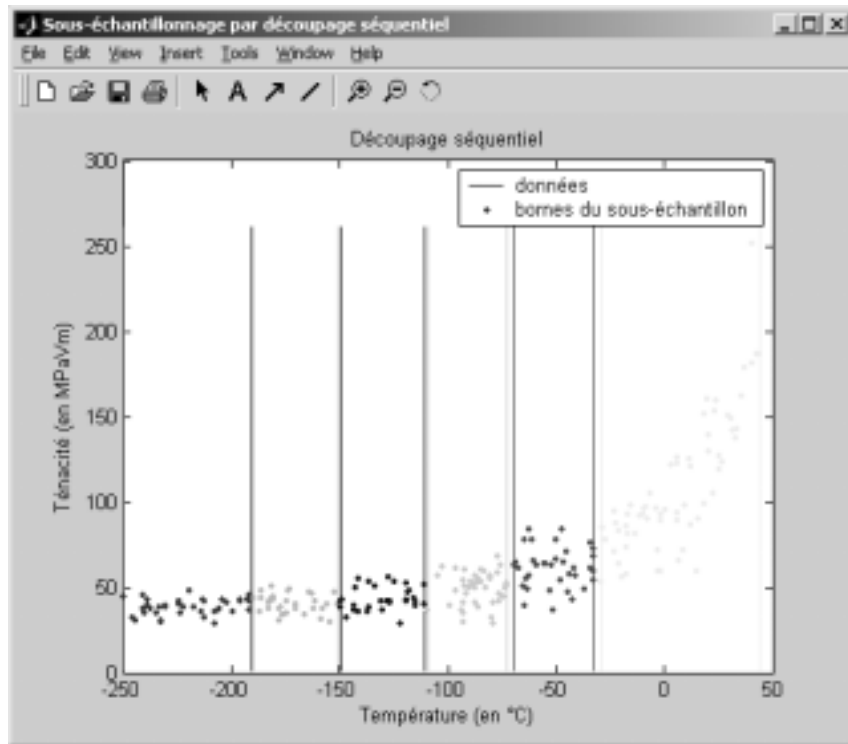 Sous-échantillonnage par découpage séquentiel
File Edit View Insert Tools Window Help
A
Découpage séquentiel
300
250
200
150
100
50
0
Ténacité (en MPaVm)
données
bornes du sous-échantillon
-250 -200 -150 -100 -50 0 50
Température (en °C)